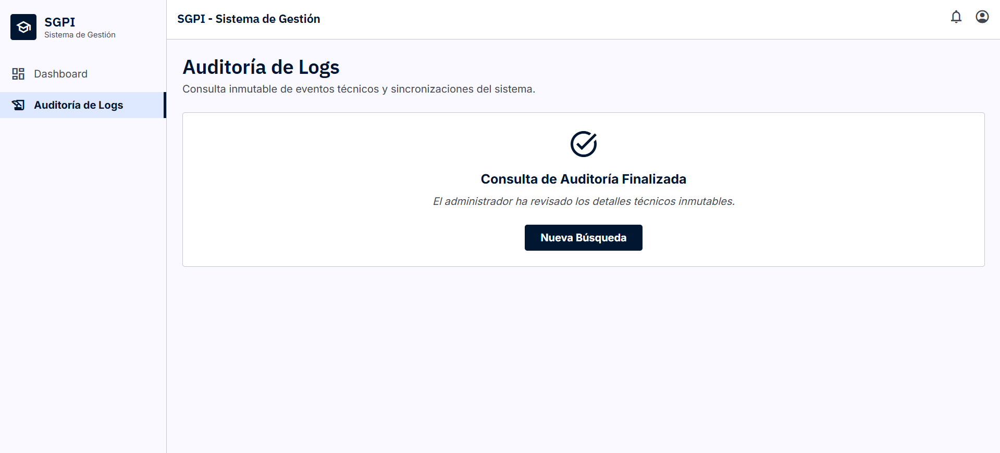 SGPI
Sistema de Gestión
Dashboard
Auditoría de Logs
SGPI - Sistema de Gestión
Auditoría de Logs
Consulta inmutable de eventos técnicos y sincronizaciones del sistema.
Consulta de Auditoría Finalizada
El administrador ha revisado los detalles técnicos inmutables.
Nueva Búsqueda